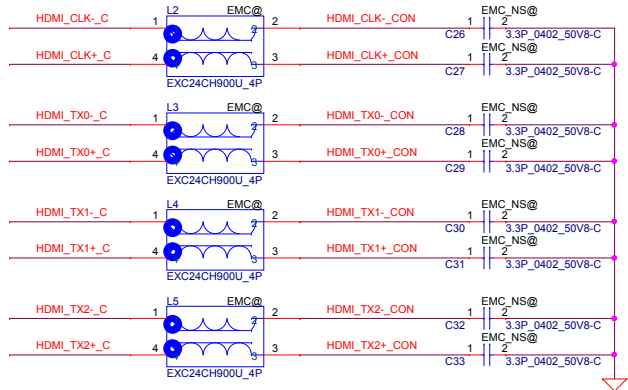 L2 EMC@ EMC_NS@
HDMI_CLK-_C 1 2 HDMI_CLK-_CON 1 2
C26 3.3P_0402_50V8-C
HDMI_CLK+_C 4 3 HDMI_CLK+_CON 1 2
EXC24CH900U_4P C27 3.3P_0402_50V8-C
L3 EMC@ EMC_NS@
HDMI_TX0-_C 1 2 HDMI_TX0-_CON 1 2
C28 3.3P_0402_50V8-C
HDMI_TX0+_C 4 3 HDMI_TX0+_CON 1 2
EXC24CH900U_4P C29 3.3P_0402_50V8-C
L4 EMC@ EMC_NS@
HDMI_TX1-_C 1 2 HDMI_TX1-_CON 1 2
C30 3.3P_0402_50V8-C
HDMI_TX1+_C 4 3 HDMI_TX1+_CON 1 2
EXC24CH900U_4P C31 3.3P_0402_50V8-C
L5 EMC@ EMC_NS@
HDMI_TX2-_C 1 2 HDMI_TX2-_CON 1 2
C32 3.3P_0402_50V8-C
HDMI_TX2+_C 4 3 HDMI_TX2+_CON 1 2
EXC24CH900U_4P C33 3.3P_0402_50V8-C